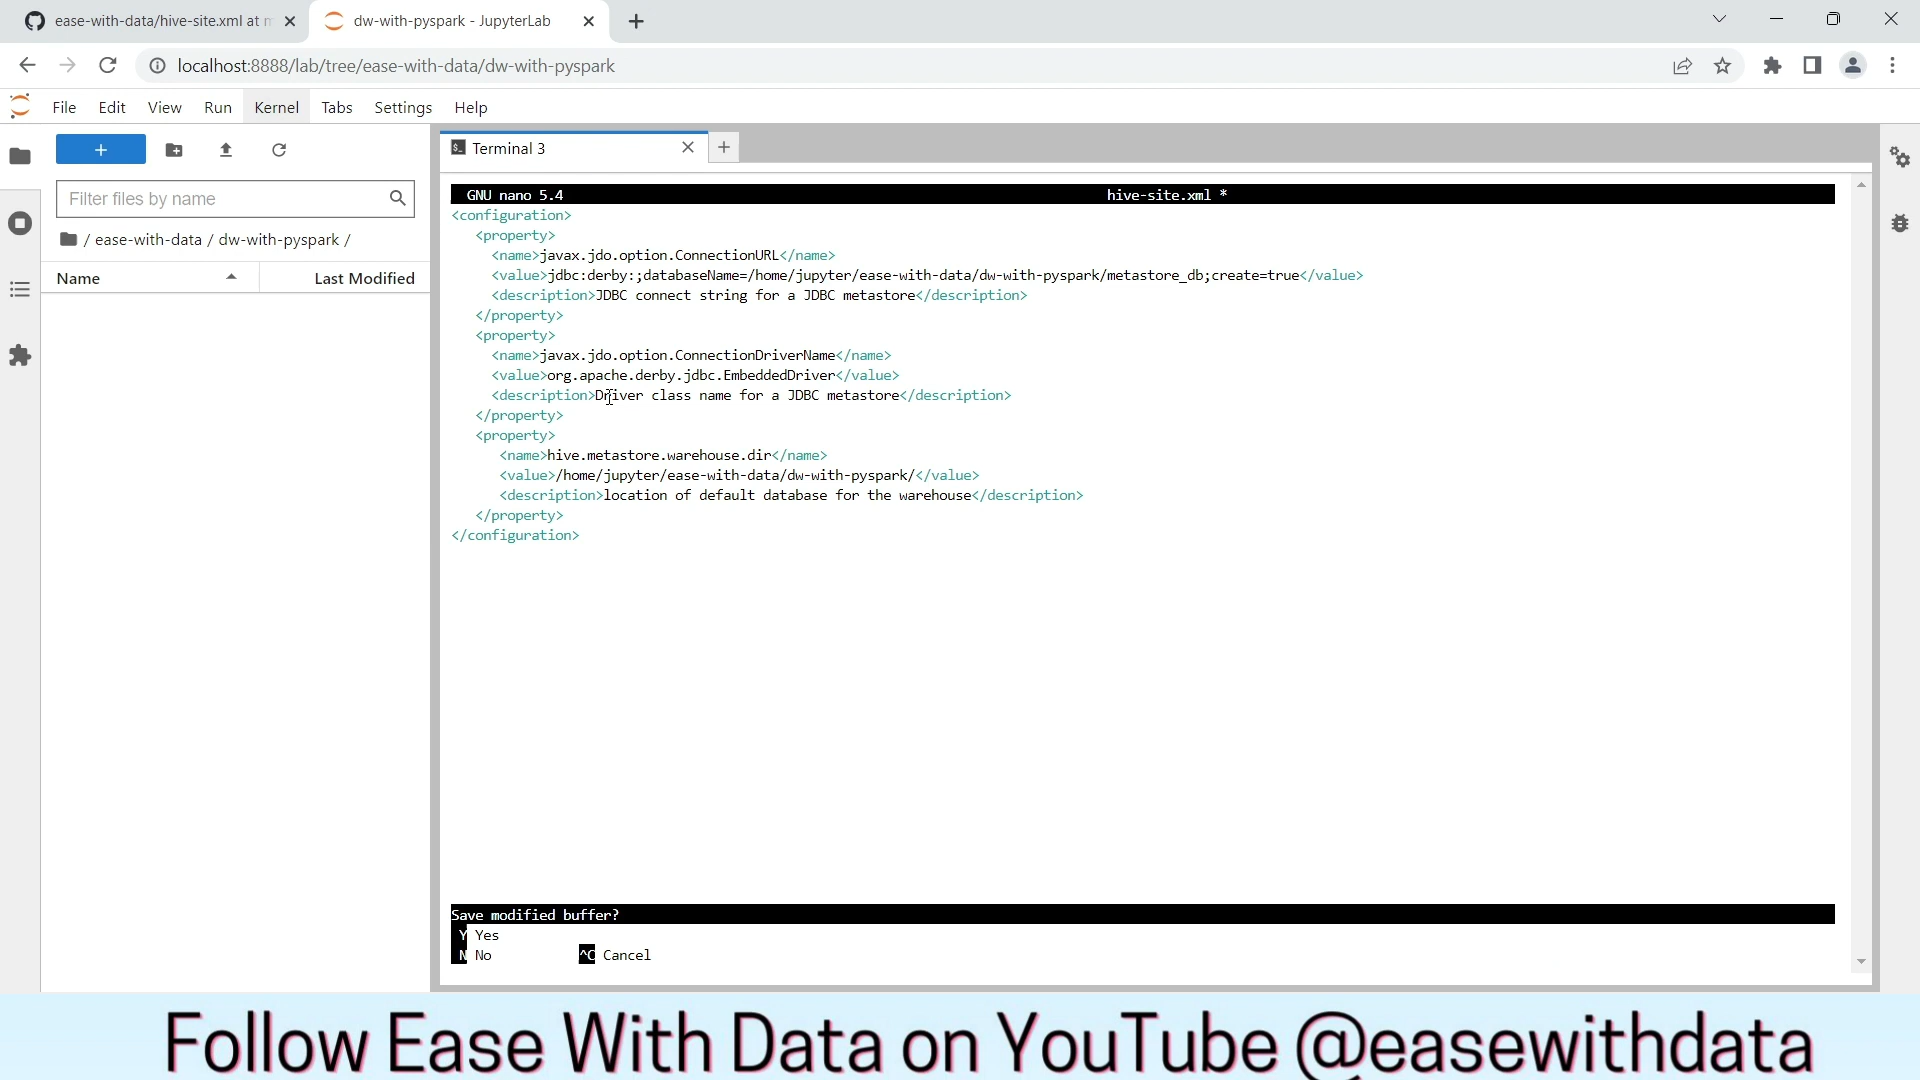 ease-with-data/hive-site.xml at m
dw-with-pyspark - JupyterLab
localhost:8888/lab/tree/ease-with-data/dw-with-pyspark
File Edit View Run Kernel Tabs Settings Help
+
Filter files by name
/ ease-with-data / dw-with-pyspark /
Name Last Modified
Terminal 3
GNU nano 5.4 hive-site.xml *
<configuration>
<property>
<name>javax.jdo.option.ConnectionURL</name>
<value>jdbc:derby:;databaseName=/home/jupyter/ease-with-data/dw-with-pyspark/metastore_db;create=true</value>
<description>JDBC connect string for a JDBC metastore</description>
</property>
<property>
<name>javax.jdo.option.ConnectionDriverName</name>
<value>org.apache.derby.jdbc.EmbeddedDriver</value>
<description>Driver class name for a JDBC metastore</description>
</property>
<property>
<name>hive.metastore.warehouse.dir</name>
<value>/home/jupyter/ease-with-data/dw-with-pyspark/</value>
<description>location of default database for the warehouse</description>
</property>
</configuration>
Save modified buffer?
Y Yes
N No ^C Cancel
Follow Ease With Data on YouTube @easewithdata